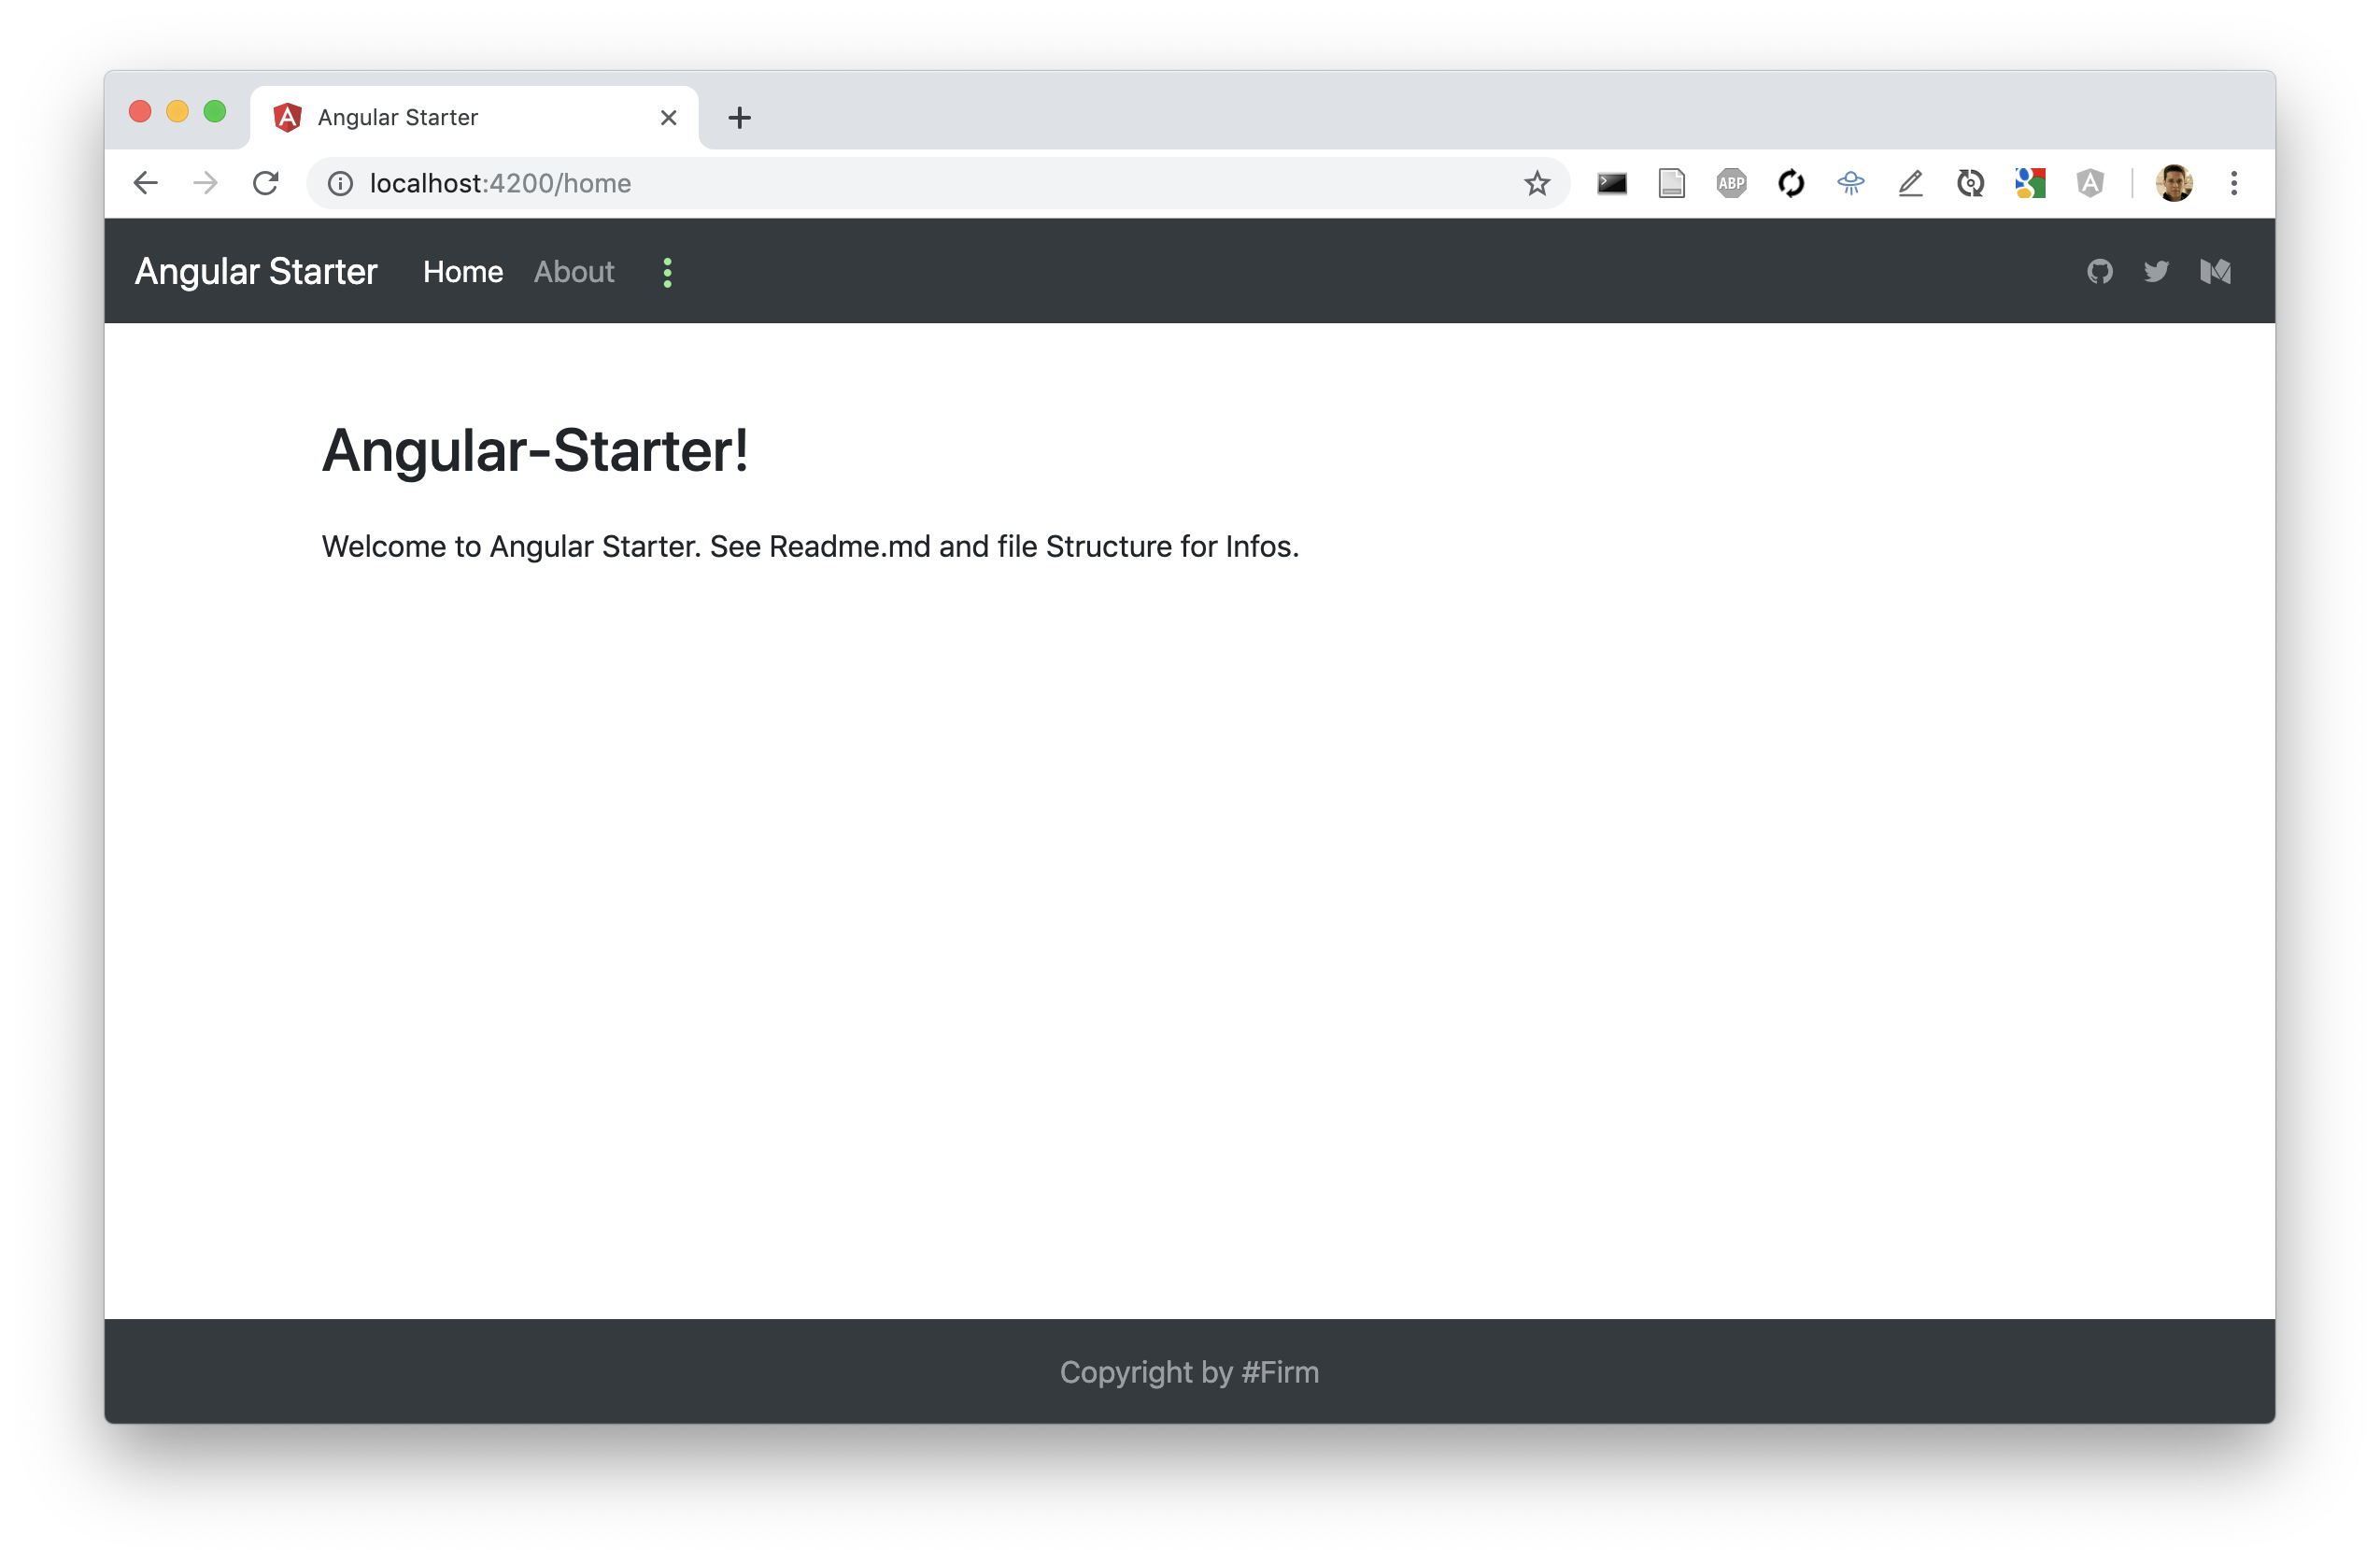 Angular Starter
localhost:4200/home
ABP
Angular Starter Home About
Angular-Starter!
Welcome to Angular Starter. See Readme.md and file Structure for Infos.
Copyright by #Firm